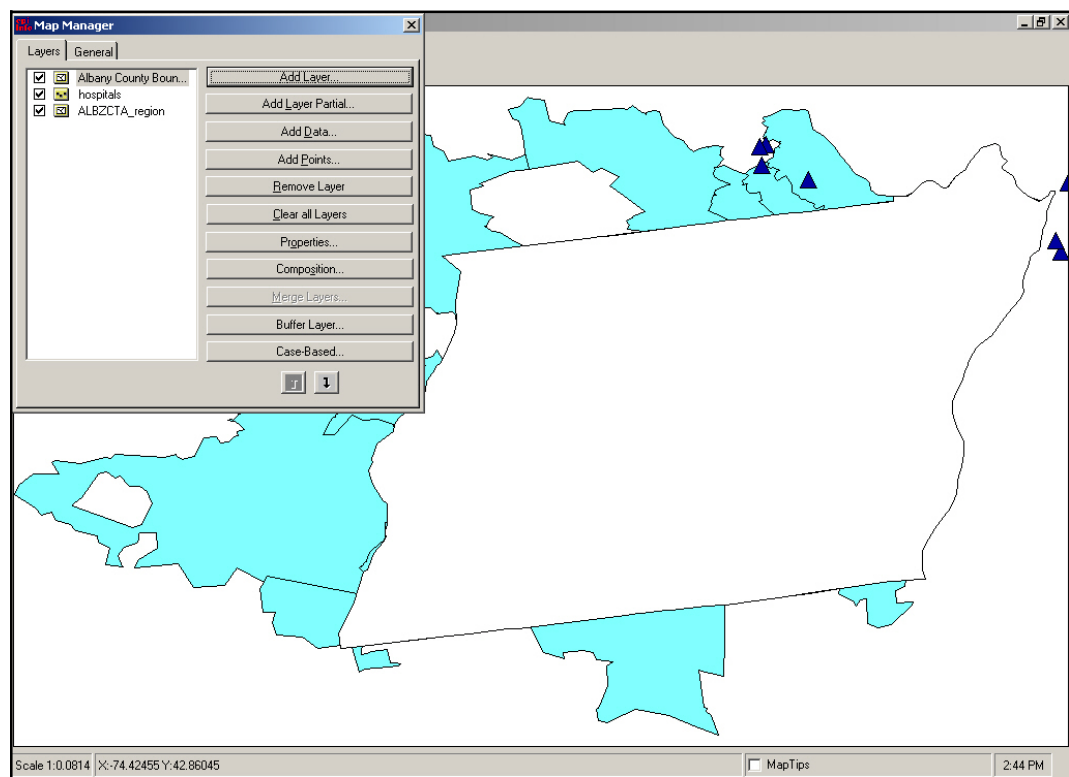 Map Manager
Layers General
Albany County Boun...
hospitals
ALBZCTA_region
Add Layer...
Add Layer Partial...
Add Data...
Add Points...
Remove Layer
Clear all Layers
Properties...
Composition...
Merge Layers...
Buffer Layer...
Case-Based...
Scale 1:0.0814 X:-74.42455 Y:42.86045 MapTips 2:44 PM